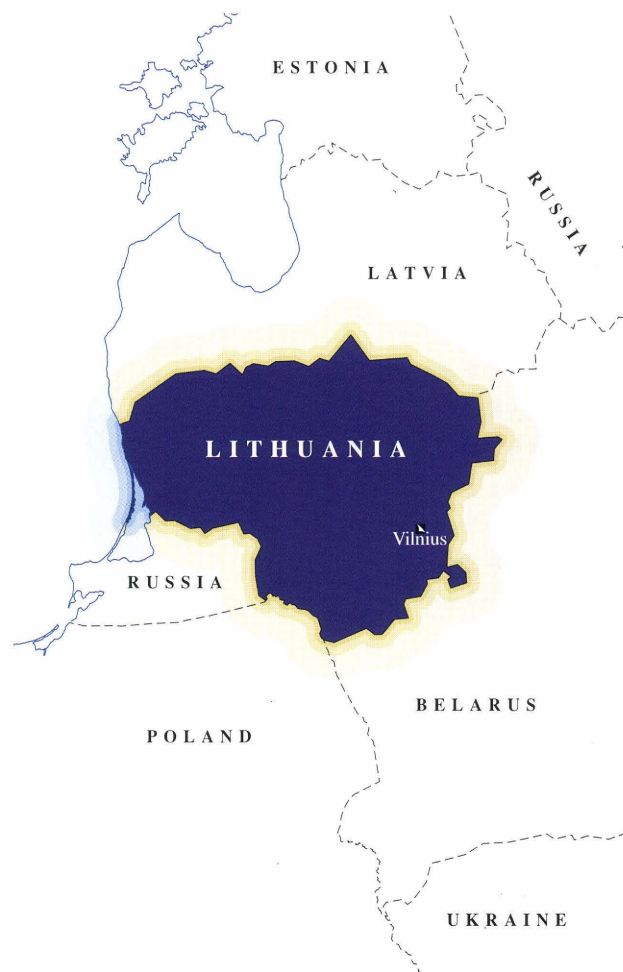 ESTONIA
RUSSIA
LATVIA
LITHUANIA
Vilnius
RUSSIA
BELARUS
POLAND
UKRAINE